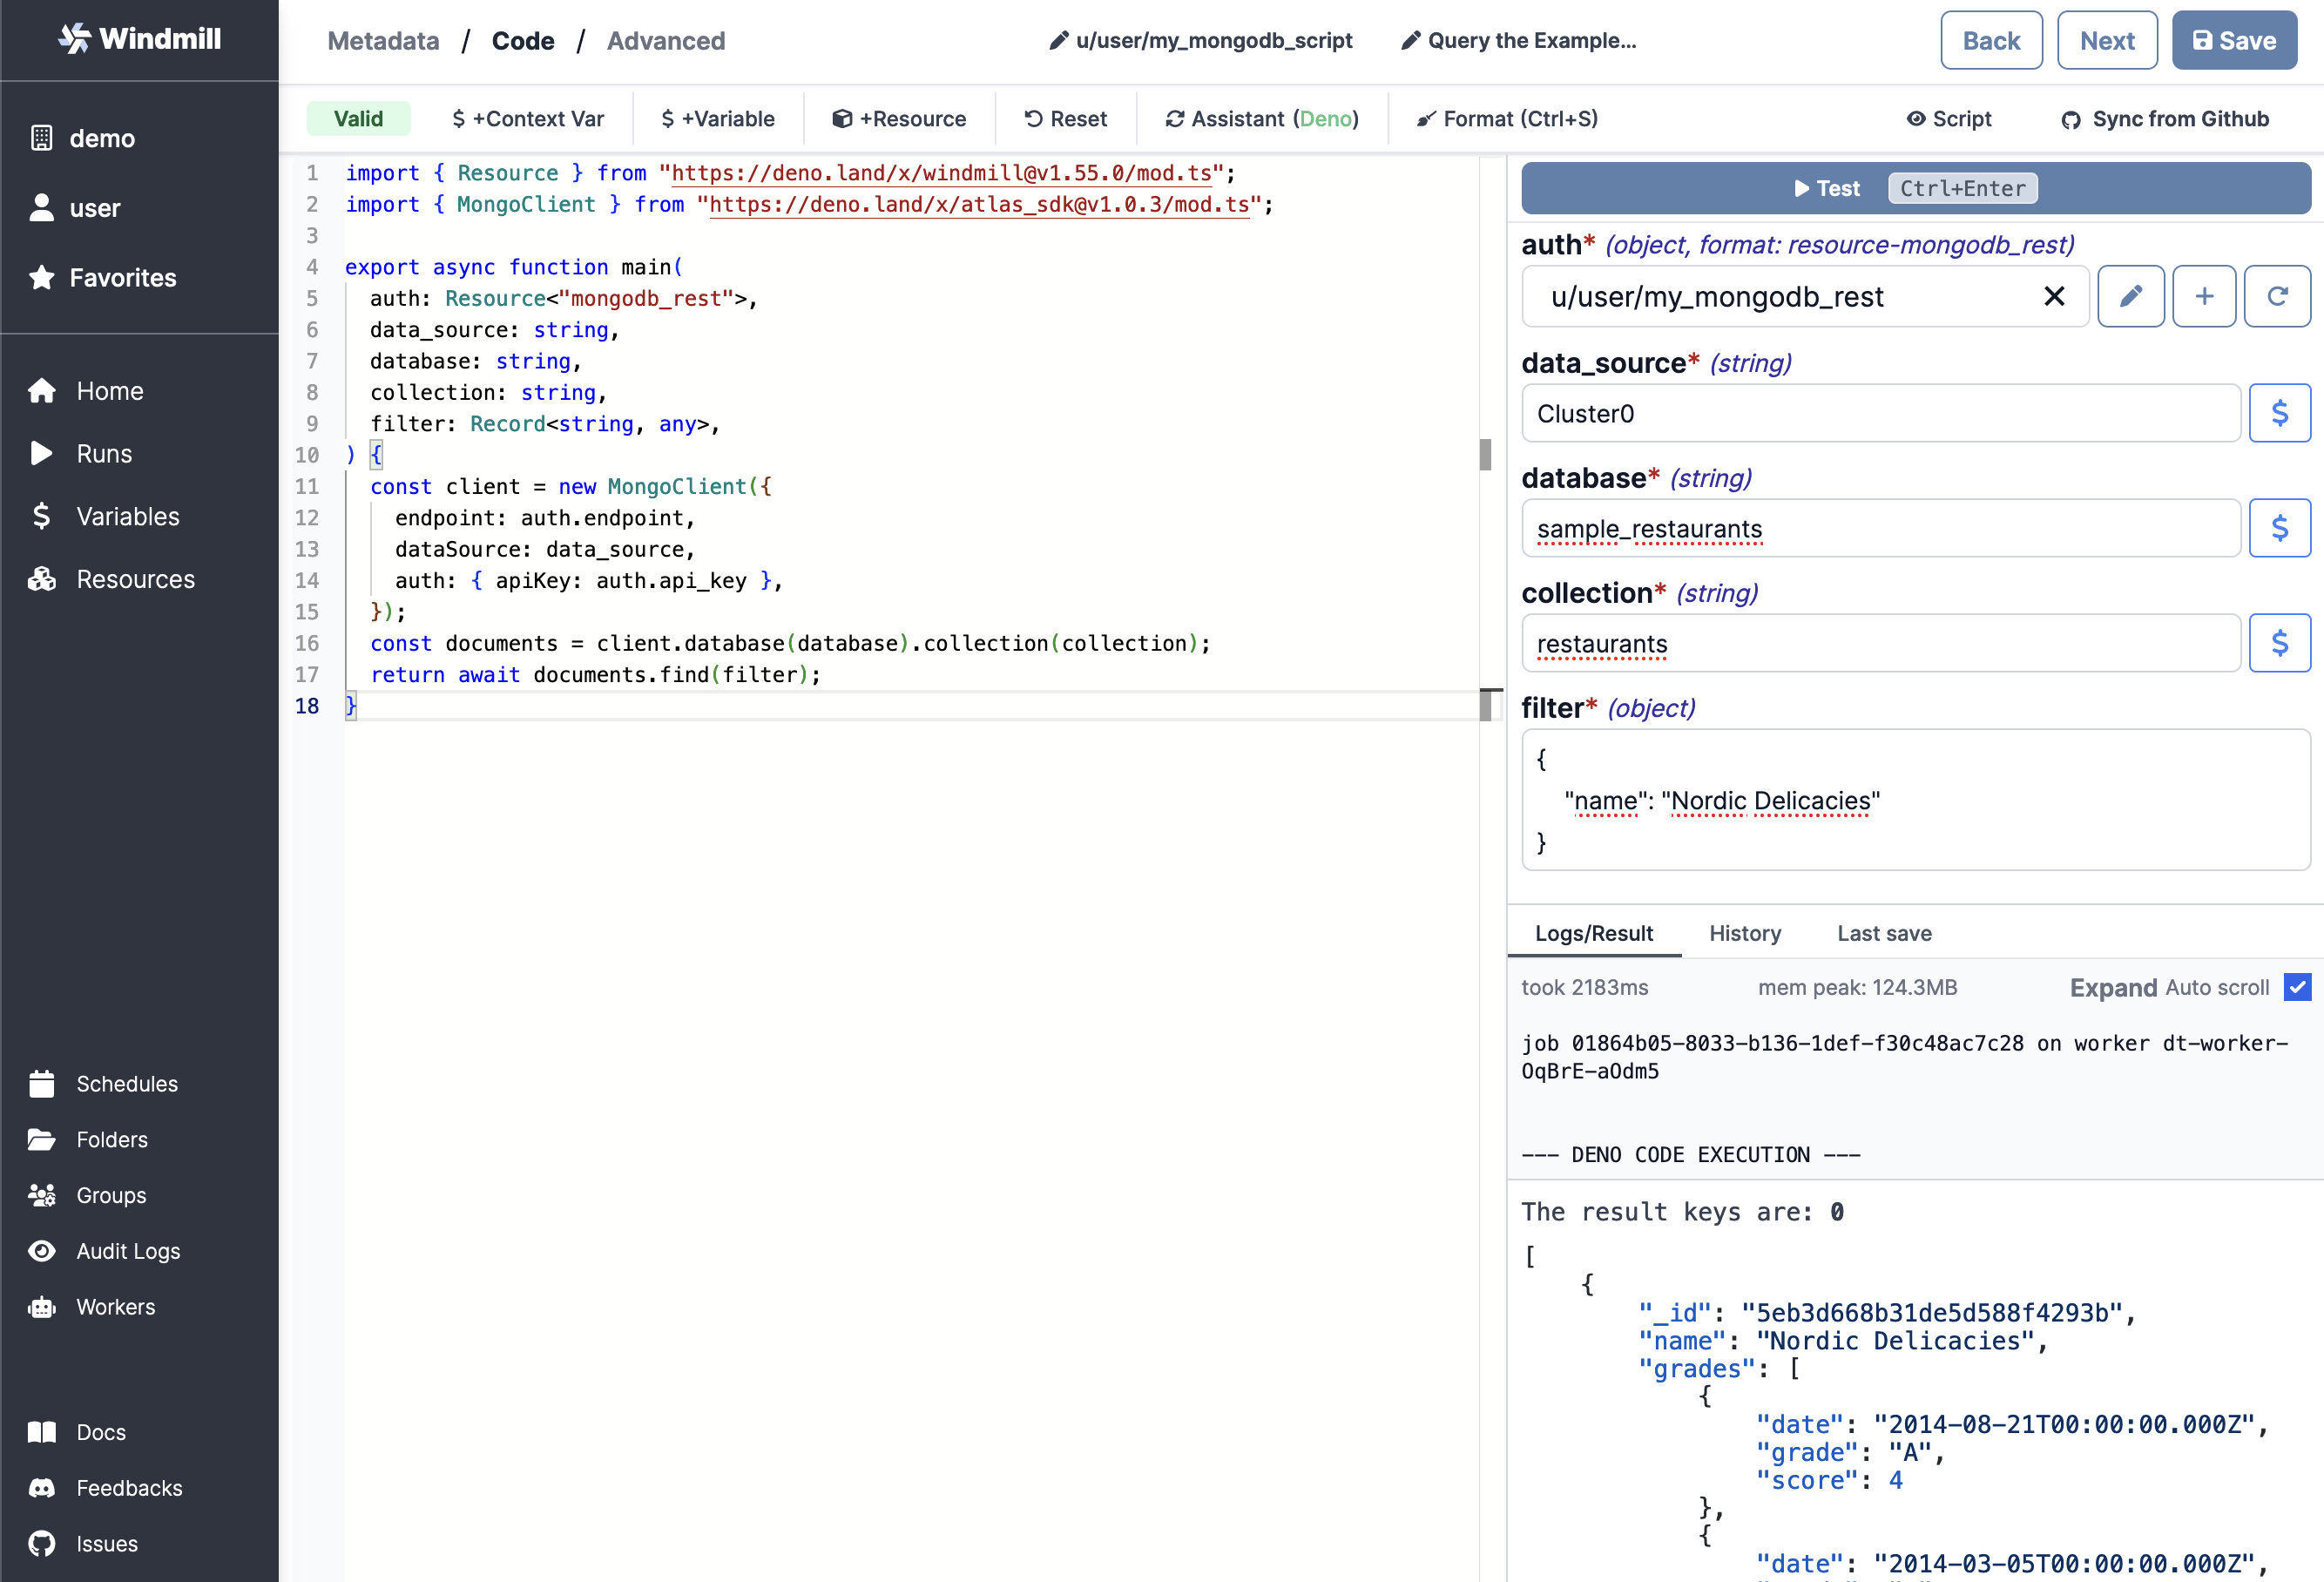 Windmill
demo
user
Favorites
Home
Runs
Variables
Resources
Schedules
Folders
Groups
Audit Logs
Workers
Docs
Feedbacks
Issues
Metadata / Code / Advanced
u/user/my_mongodb_script
Query the Example...
Back
Next
Save
Valid
$ +Context Var
$ +Variable
+Resource
Reset
Assistant (Deno)
Format (Ctrl+S)
Script
Sync from Github
1 import { Resource } from "https://deno.land/x/windmill@v1.55.0/mod.ts";
2 import { MongoClient } from "https://deno.land/x/atlas_sdk@v1.0.3/mod.ts";
3
4 export async function main(
5   auth: Resource<"mongodb_rest">,
6   data_source: string,
7   database: string,
8   collection: string,
9   filter: Record<string, any>,
10 ) {
11   const client = new MongoClient({
12     endpoint: auth.endpoint,
13     dataSource: data_source,
14     auth: { apiKey: auth.api_key },
15   });
16   const documents = client.database(database).collection(collection);
17   return await documents.find(filter);
18 }
Test Ctrl+Enter
auth* (object, format: resource-mongodb_rest)
u/user/my_mongodb_rest
data_source* (string)
Cluster0
$
database* (string)
sample_restaurants
$
collection* (string)
restaurants
$
filter* (object)
{
"name": "Nordic Delicacies"
}
Logs/Result History Last save
took 2183ms mem peak: 124.3MB Expand Auto scroll
job 01864b05-8033-b136-1def-f30c48ac7c28 on worker dt-worker-
OqBrE-aOdm5
--- DENO CODE EXECUTION ---
The result keys are: 0
[
{
"_id": "5eb3d668b31de5d588f4293b",
"name": "Nordic Delicacies",
"grades": [
{
"date": "2014-08-21T00:00:00.000Z",
"grade": "A",
"score": 4
},
{
"date": "2014-03-05T00:00:00.000Z",